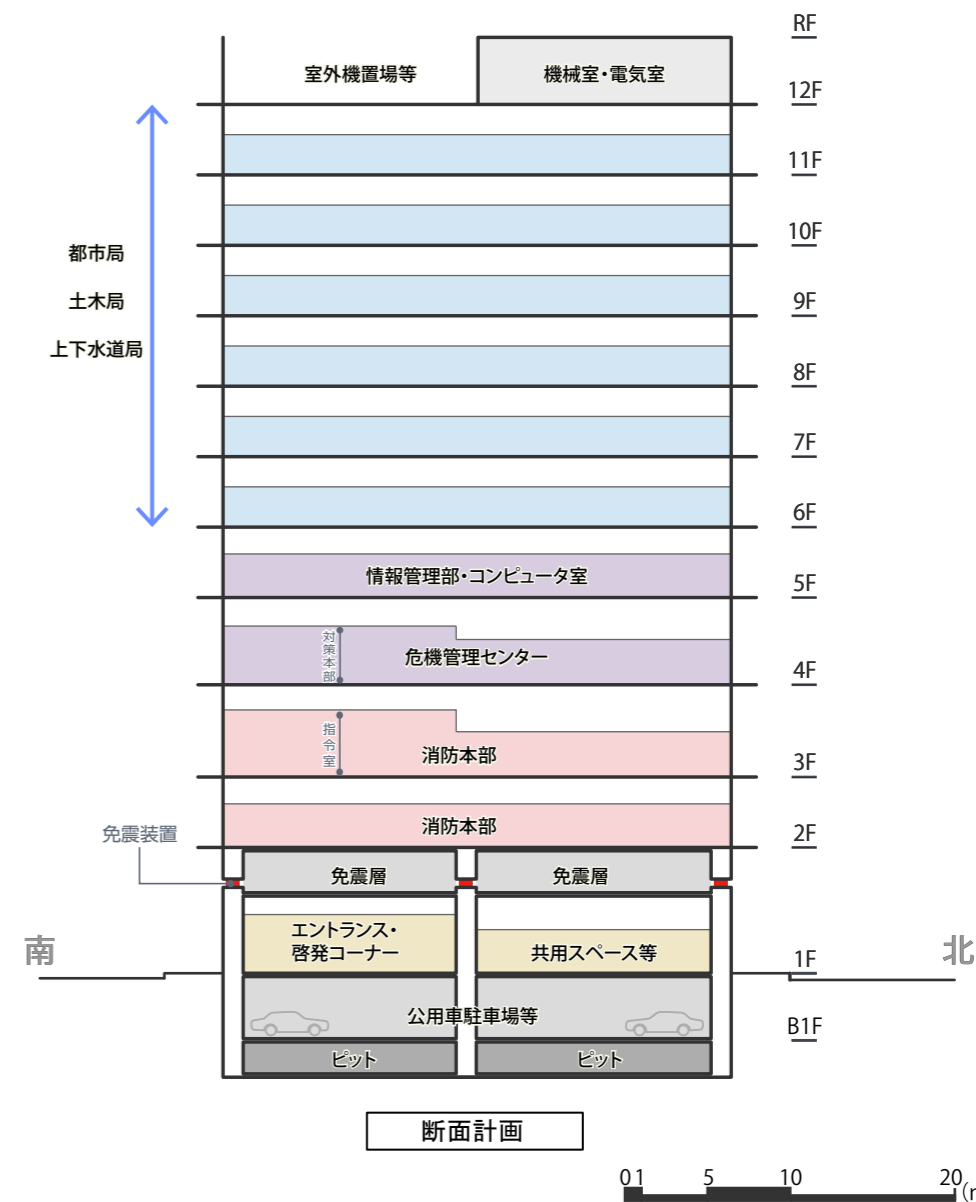 RF
室外機置場等
機械室・電気室
12F
11F
10F
都市局
土木局
上下水道局
9F
8F
7F
6F
情報管理部・コンピュータ室
5F
対策本部
危機管理センター
4F
指令室
消防本部
3F
消防本部
2F
免震装置
免震層
免震層
南
エントランス・
啓発コーナー
共用スペース等
1F
北
公用車駐車場等
B1F
ピット
ピット
断面計画
0 1 5 10 20